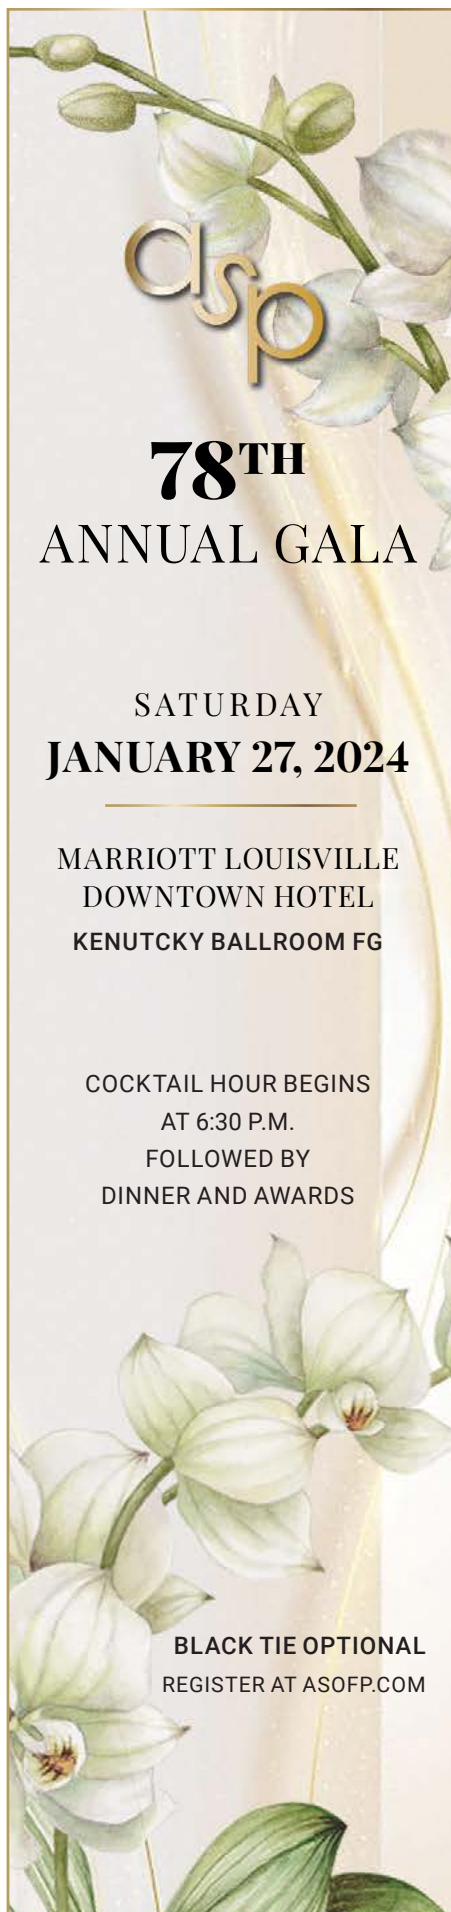 asp
78TH
ANNUAL GALA
SATURDAY
JANUARY 27, 2024
MARRIOTT LOUISVILLE
DOWNTOWN HOTEL
KENUTCKY BALLROOM FG
COCKTAIL HOUR BEGINS
AT 6:30 P.M.
FOLLOWED BY
DINNER AND AWARDS
BLACK TIE OPTIONAL
REGISTER AT ASOFP.COM